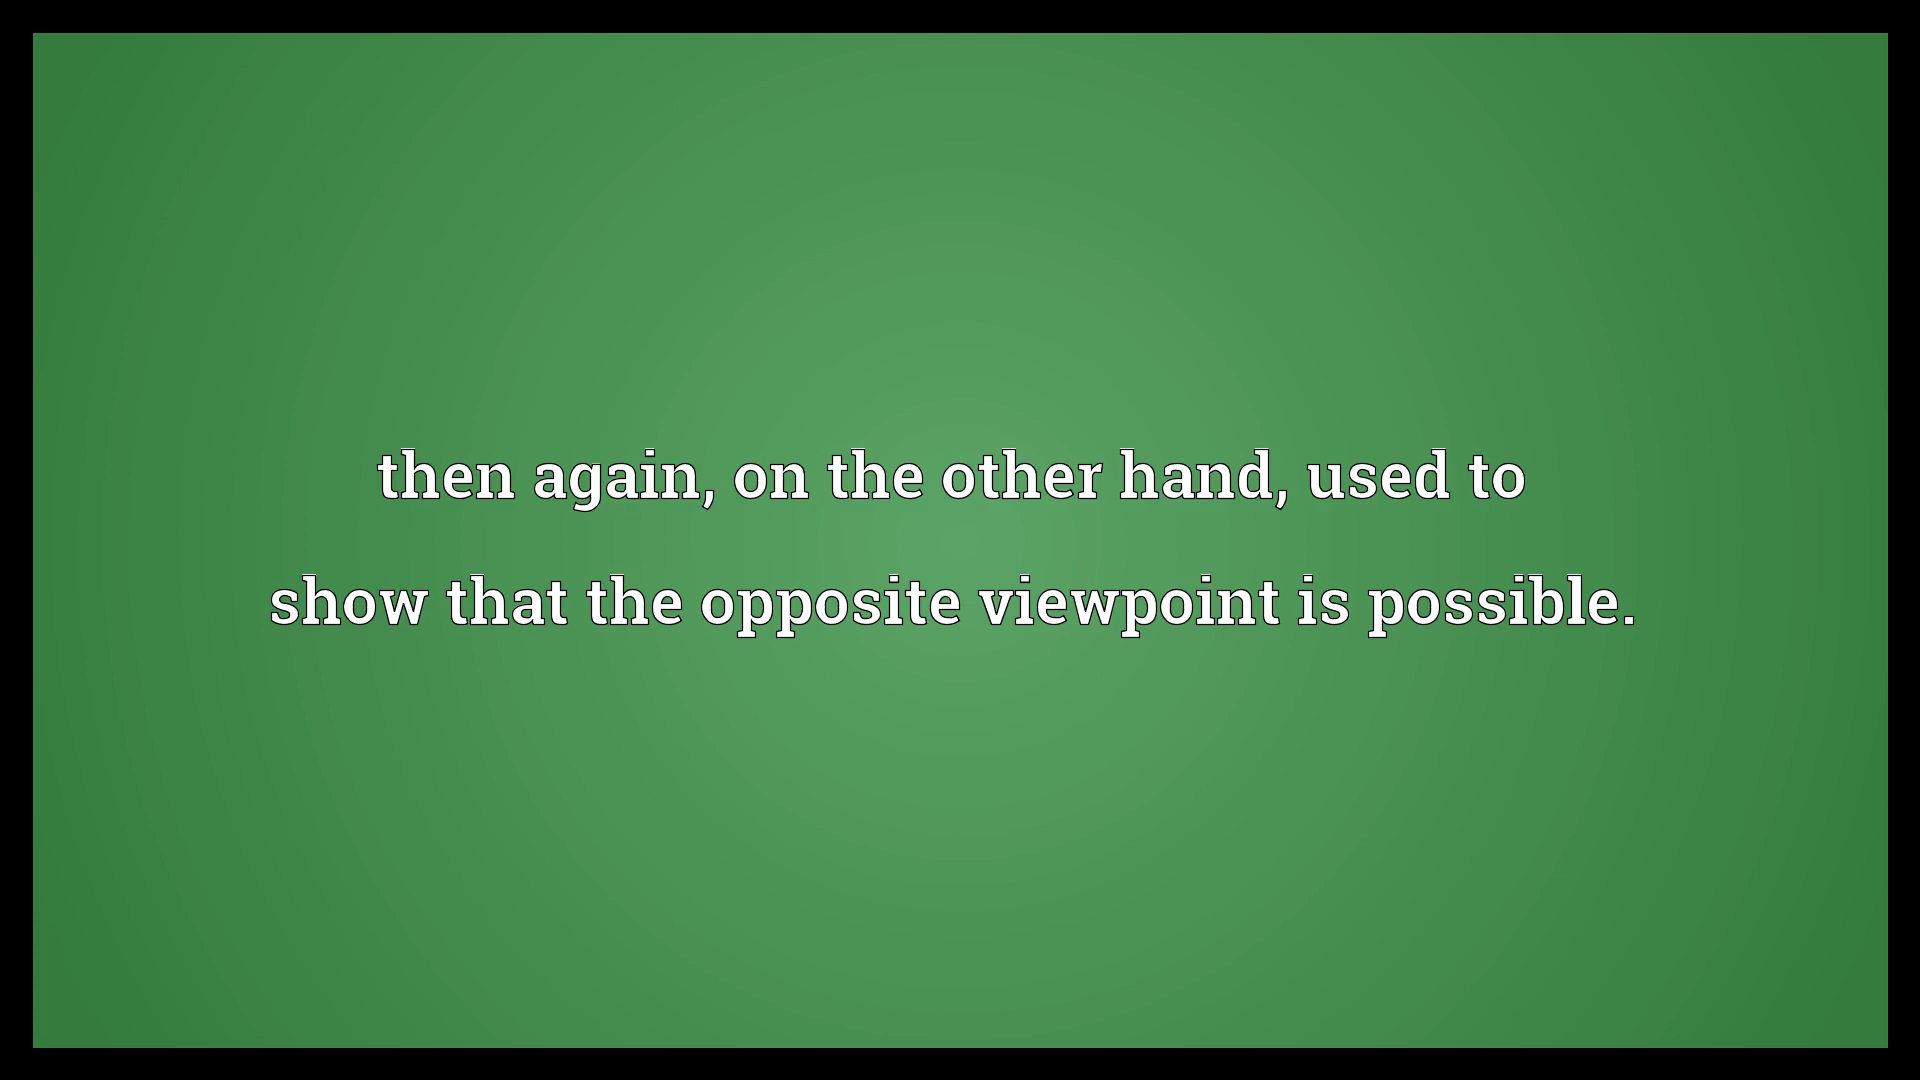 then again, on the other hand, used to
show that the opposite viewpoint is possible.